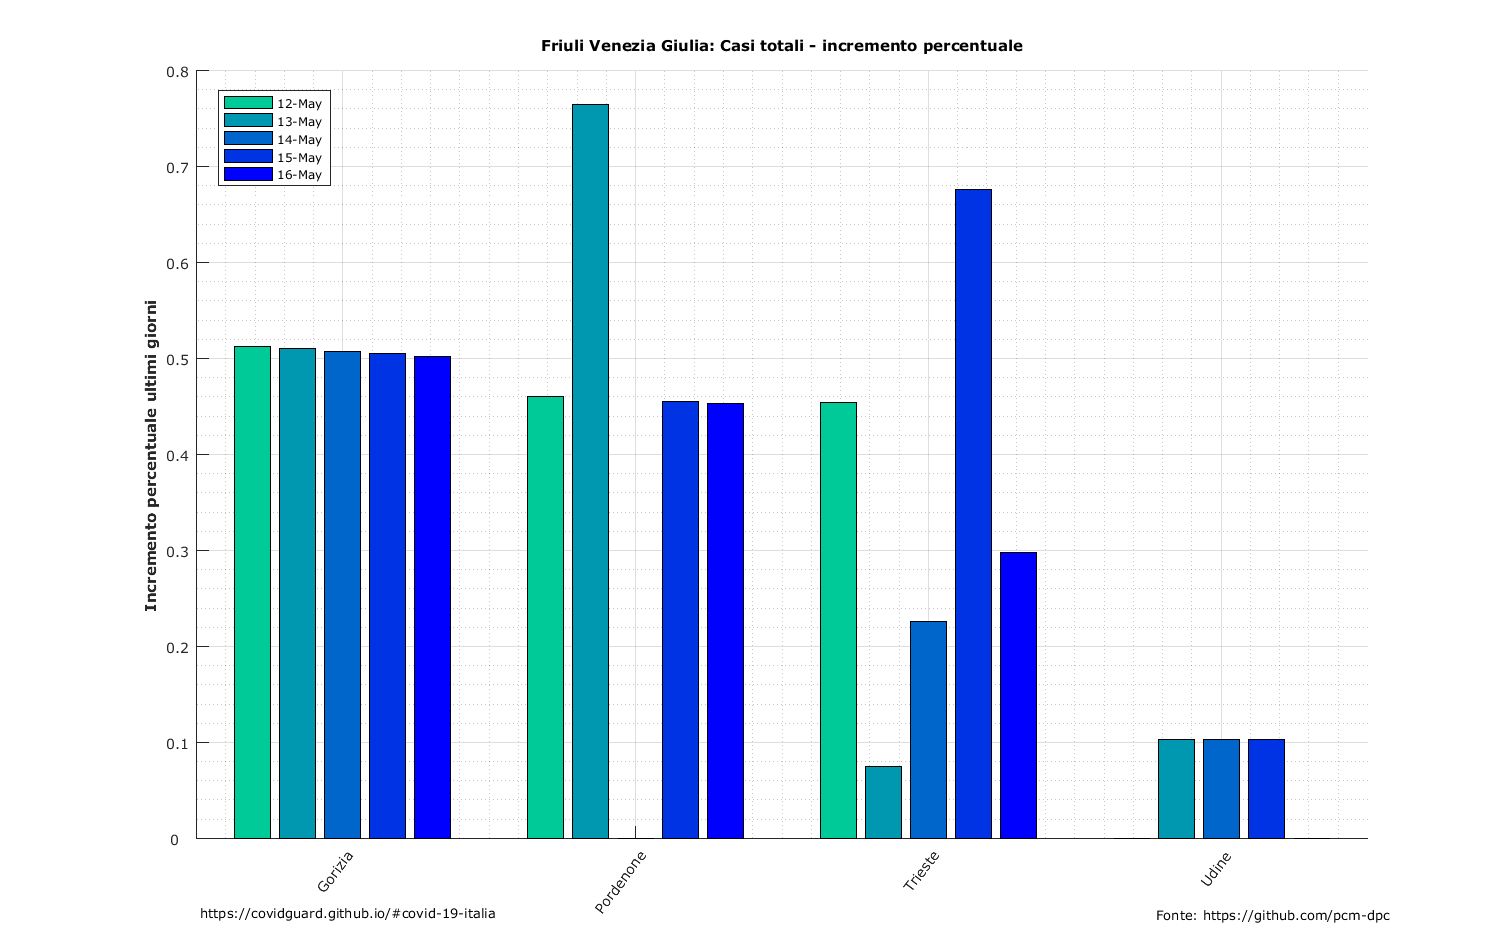 Friuli Venezia Giulia: Casi totali - incremento percentuale
0.8
0.7
0.6
0.5
0.4
0.3
0.2
0.1
0
Incremento percentuale ultimi giorni
12-May
13-May
14-May
15-May
16-May
Gorizia
Pordenone
Trieste
Udine
https://covidguard.github.io/#covid-19-italia
Fonte: https://github.com/pcm-dpc